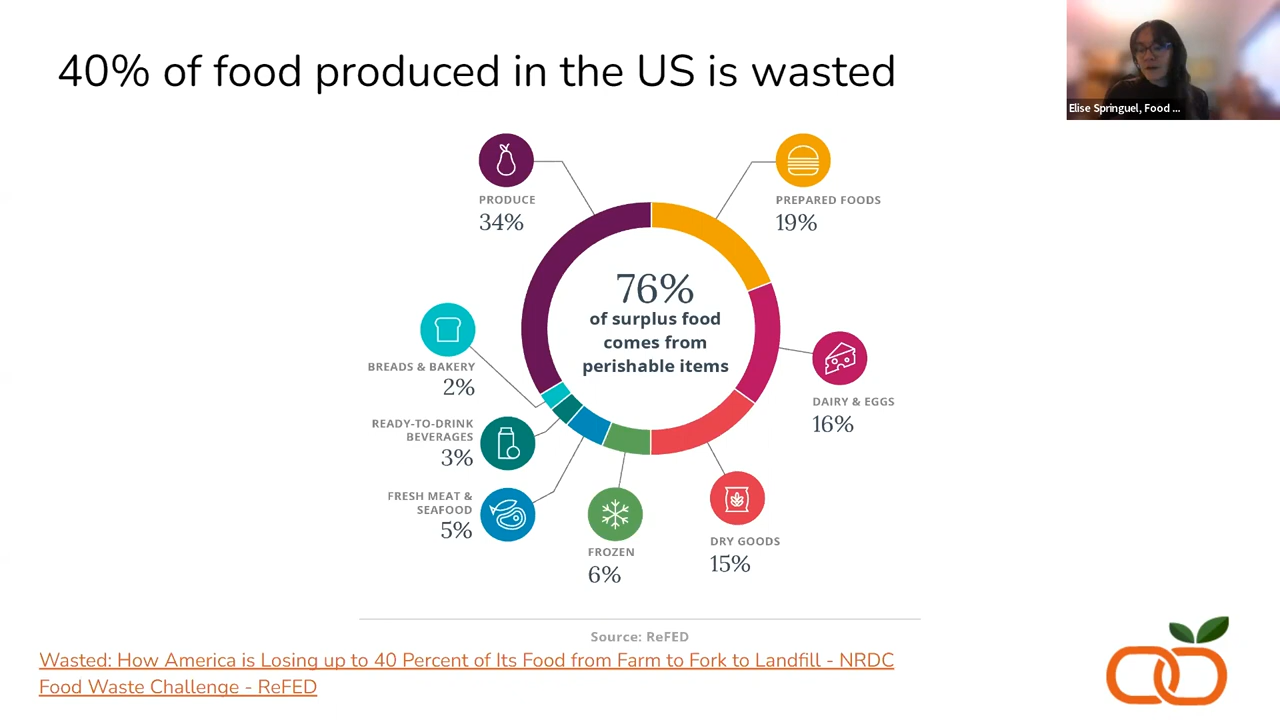 40% of food produced in the US is wasted
Elise Springuel, Food ...
PRODUCE
34%
PREPARED FOODS
19%
76%
of surplus food
comes from
perishable items
BREADS & BAKERY
2%
DAIRY & EGGS
16%
READY-TO-DRINK
BEVERAGES
3%
FRESH MEAT &
SEAFOOD
5%
FROZEN
6%
DRY GOODS
15%
Source: ReFED
Wasted: How America is Losing up to 40 Percent of Its Food from Farm to Fork to Landfill - NRDC
Food Waste Challenge - ReFED